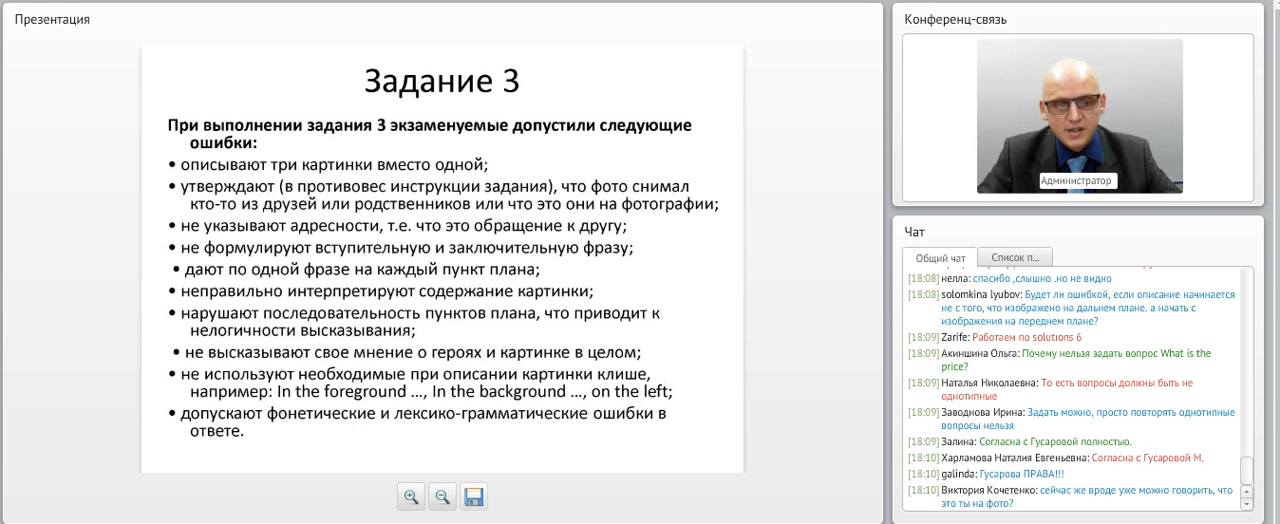 Презентация
Задание 3
При выполнении задания 3 экзаменуемые допустили следующие
ошибки:
• описывают три картинки вместо одной;
• утверждают (в противовес инструкции задания), что фото снимал
кто-то из друзей или родственников или что это они на фотографии;
• не указывают адресности, т.е. что это обращение к другу;
• не формулируют вступительную и заключительную фразу;
• дают по одной фразе на каждый пункт плана;
• неправильно интерпретируют содержание картинки;
• нарушают последовательность пунктов плана, что приводит к
нелогичности высказывания;
• не высказывают свое мнение о героях и картинке в целом;
• не используют необходимые при описании картинки клише,
например: In the foreground ..., In the background ..., on the left;
• допускают фонетические и лексико-грамматические ошибки в
ответе.
Конференц-связь
Администратор
Чат
Общий чат
Список п...
[18:08] нелла: спасибо ,слышно .но не видно
[18:08] solomkina lyubov: Будет ли ошибкой, если описание начинается
не с того, что изображено на дальнем плане. а начать с
изображения на переднем плане?
[18:09] Zarife: Работаем по solutions 6
[18:09] Акиншина Ольга: Почему нельзя задать вопрос What is the
price?
[18:09] Наталья Николаевна: То есть вопросы должны быть не
однотипные
[18:09] Заводнова Ирина: Задать можно, просто повторять однотипные
вопросы нельзя
[18:09] Залина: Согласна с Гусаровой полностью.
[18:10] Харламова Наталия Евгеньевна: Согласна с Гусаровой М.
[18:10] galinda: Гусарова ПРАВА!!!
[18:10] Виктория Кочетенко: сейчас же вроде уже можно говорить, что
это ты на фото?